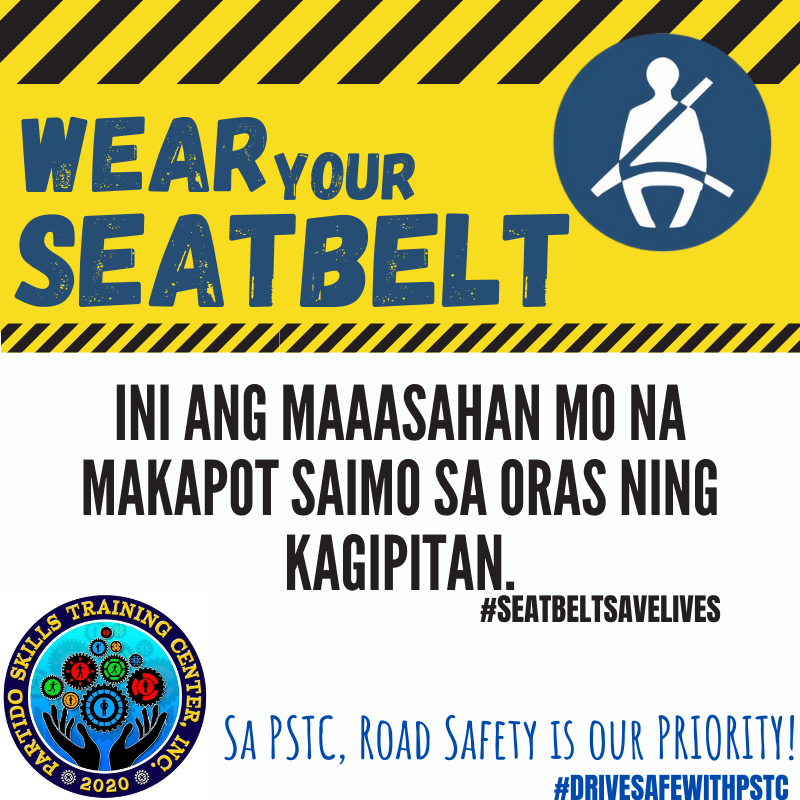 WEAR YOUR
SEATBELT
INI ANG MAAASAHAN MO NA
MAKAPOT SAIMO SA ORAS NING
KAGIPITAN.
#SEATBELTSAVELIVES
PARTIDO SKILLS TRAINING CENTER, INC.
2020
SA PSTC, ROAD SAFETY IS OUR PRIORITY!
#DRIVESAFEWITHPSTC